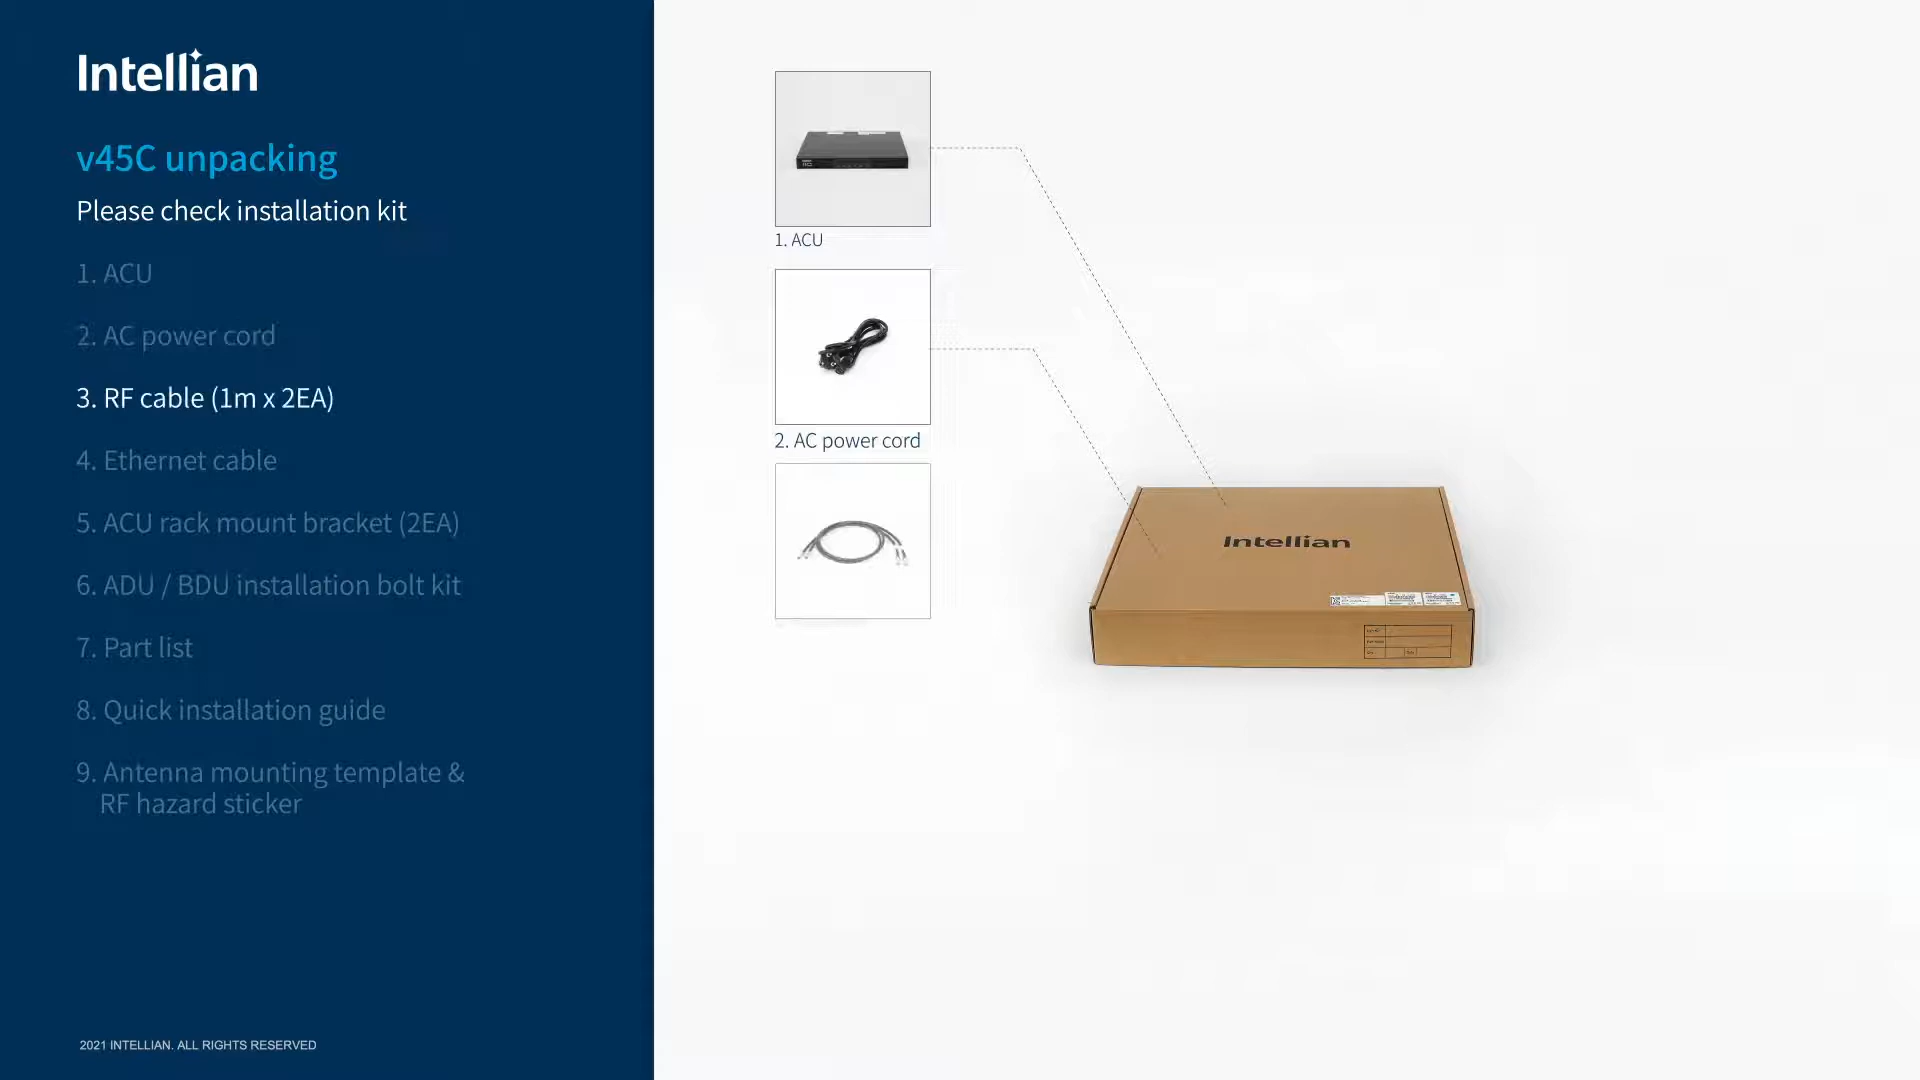 Intellian
v45C unpacking
Please check installation kit
1. ACU
2. AC power cord
3. RF cable (1m x 2EA)
4. Ethernet cable
5. ACU rack mount bracket (2EA)
6. ADU / BDU installation bolt kit
7. Part list
8. Quick installation guide
9. Antenna mounting template &
RF hazard sticker
2021 INTELLIAN. ALL RIGHTS RESERVED
1. ACU
2. AC power cord
Intellian